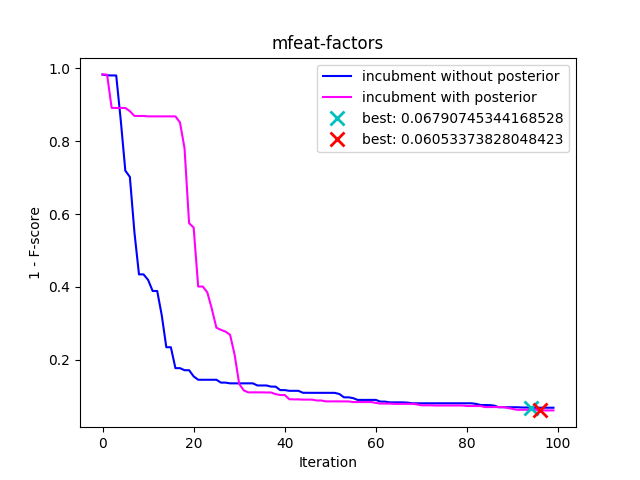 mfeat-factors
incubment without posterior
incubment with posterior
best: 0.06790745344168528
best: 0.06053373828048423
1 - F-score
1.0
0.8
0.6
0.4
0.2
0
20
40
60
80
100
Iteration